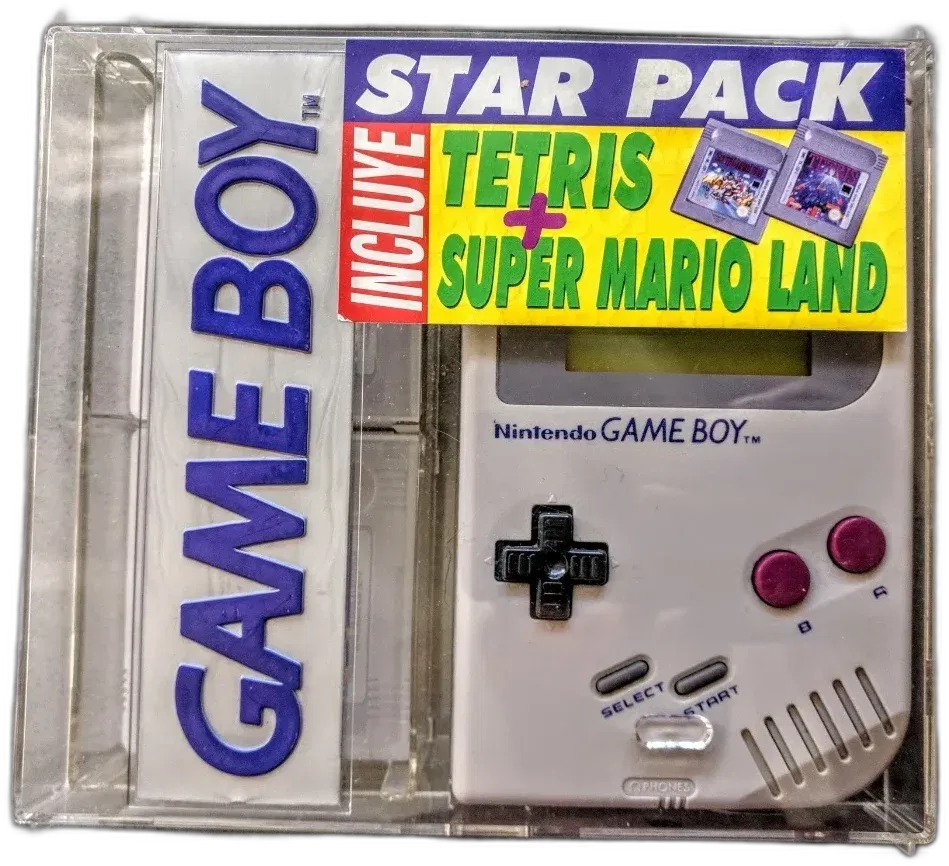 GAME BOY™
STAR PACK
INCLUYE
TETRIS
+
SUPER MARIO LAND
Nintendo GAME BOY™
B
A
SELECT
START
PHONES